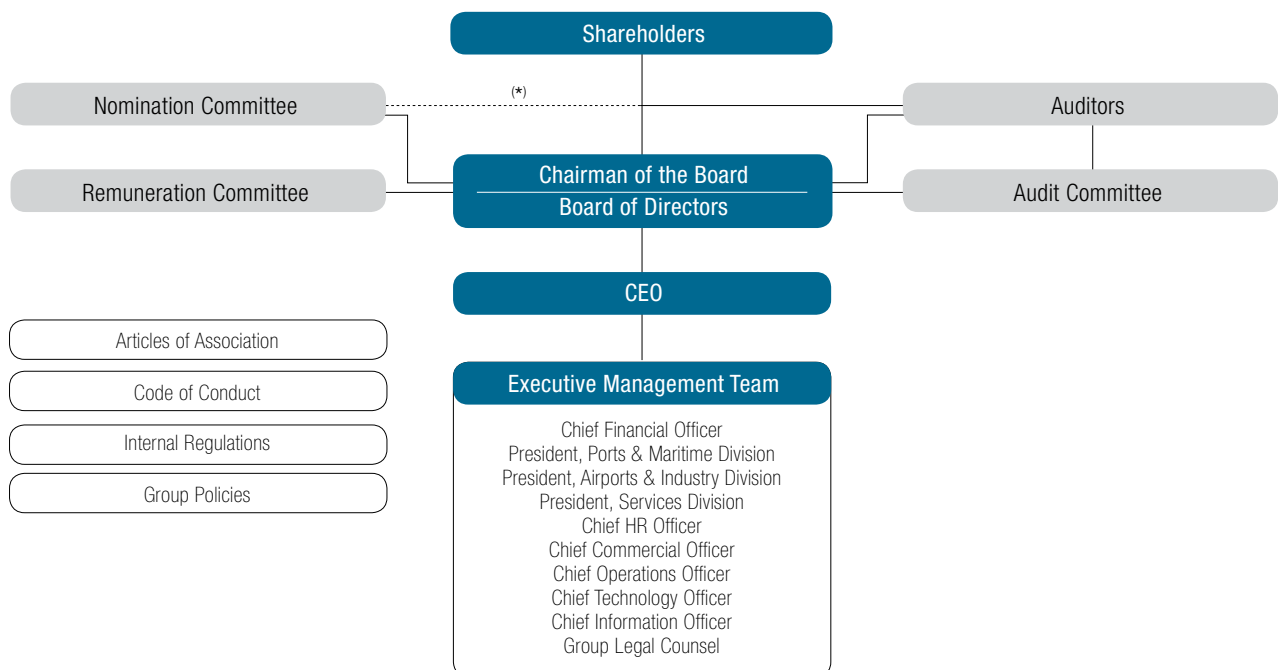 Shareholders
(*)
Nomination Committee
Auditors
Chairman of the Board
Board of Directors
Remuneration Committee
Audit Committee
CEO
Articles of Association
Code of Conduct
Internal Regulations
Group Policies
Executive Management Team
Chief Financial Officer
President, Ports & Maritime Division
President, Airports & Industry Division
President, Services Division
Chief HR Officer
Chief Commercial Officer
Chief Operations Officer
Chief Technology Officer
Chief Information Officer
Group Legal Counsel